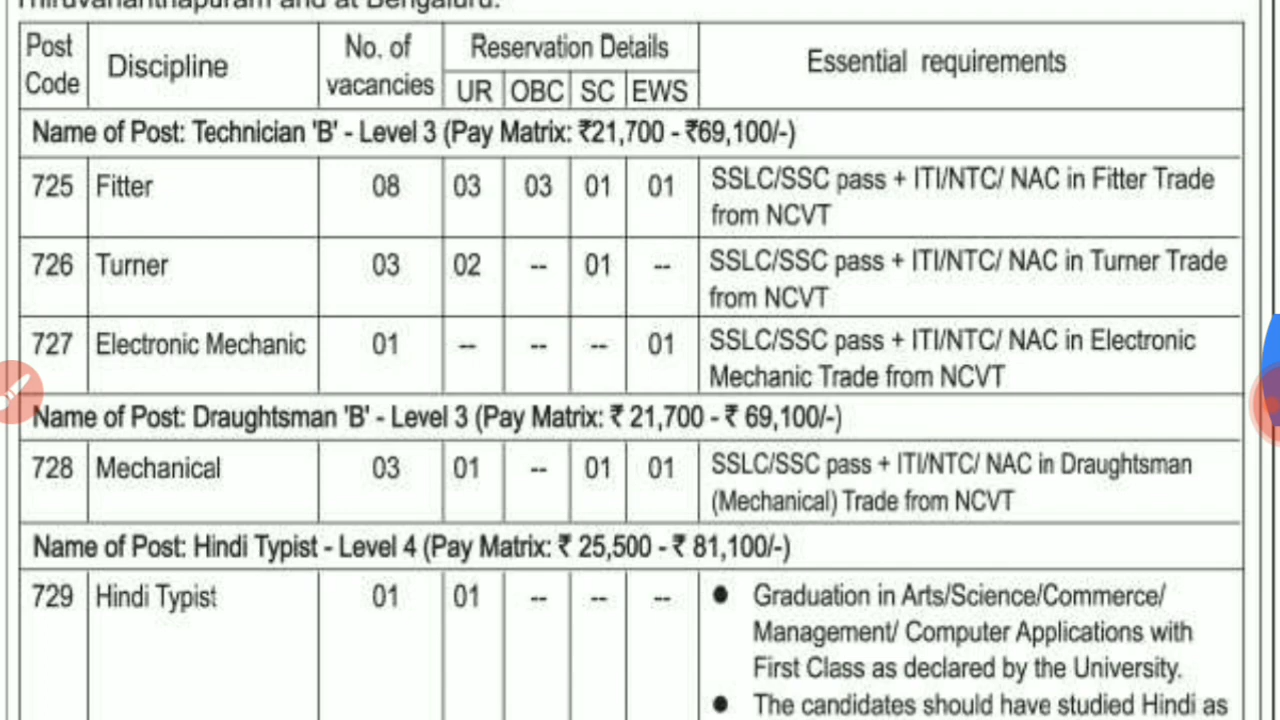 Thiruvananthapuram and at Bengaluru.
Post Code Discipline No. of vacancies Reservation Details Essential requirements
UR OBC SC EWS
Name of Post: Technician 'B' - Level 3 (Pay Matrix: ₹21,700 - ₹69,100/-)
725 Fitter 08 03 03 01 01 SSLC/SSC pass + ITI/NTC/ NAC in Fitter Trade
from NCVT
726 Turner 03 02 -- 01 -- SSLC/SSC pass + ITI/NTC/ NAC in Turner Trade
from NCVT
727 Electronic Mechanic 01 -- -- -- 01 SSLC/SSC pass + ITI/NTC/ NAC in Electronic
Mechanic Trade from NCVT
Name of Post: Draughtsman 'B' - Level 3 (Pay Matrix: ₹ 21,700 - ₹ 69,100/-)
728 Mechanical 03 01 -- 01 01 SSLC/SSC pass + ITI/NTC/ NAC in Draughtsman
(Mechanical) Trade from NCVT
Name of Post: Hindi Typist - Level 4 (Pay Matrix: ₹ 25,500 - ₹ 81,100/-)
729 Hindi Typist 01 01 -- -- -- ● Graduation in Arts/Science/Commerce/
Management/ Computer Applications with
First Class as declared by the University.
● The candidates should have studied Hindi as